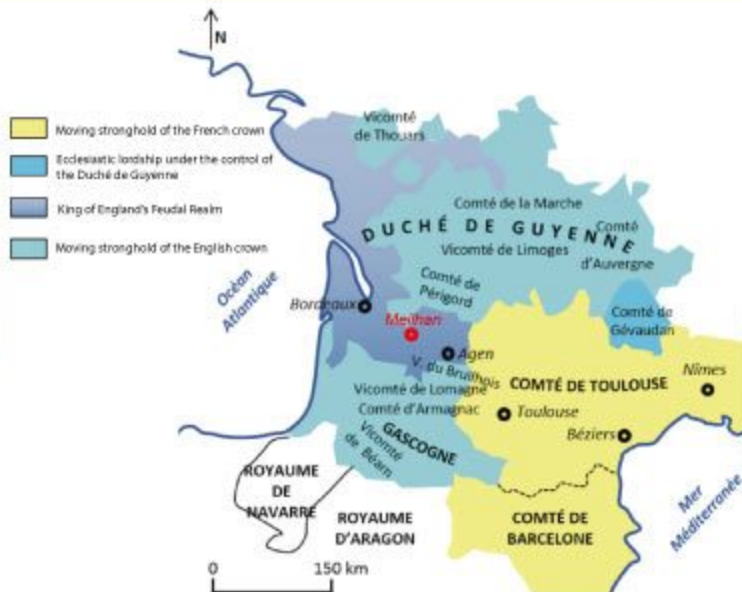 N
Moving stronghold of the French crown
Ecclesiastic lordship under the control of
the Duché de Guyenne
King of England's Feudal Realm
Moving stronghold of the English crown
Vicomté
de Thouars
Comté de la Marche
DUCHÉ DE GUYENNE
Comté
d'Auvergne
Vicomté de Limoges
Océan
Atlantique
Comté de
Périgord
Bordeaux
Meilhan
Comté de
Gévaudan
Agen
V. du Bruilhois
Nîmes
COMTÉ DE TOULOUSE
Vicomté de Lomagne
Comté d'Armagnac
Toulouse
Béziers
GASCOGNE
Vicomté
de Béarn
ROYAUME
DE
NAVARRE
Mer
Méditerranée
ROYAUME
D'ARAGON
COMTÉ DE
BARCELONE
0 150 km